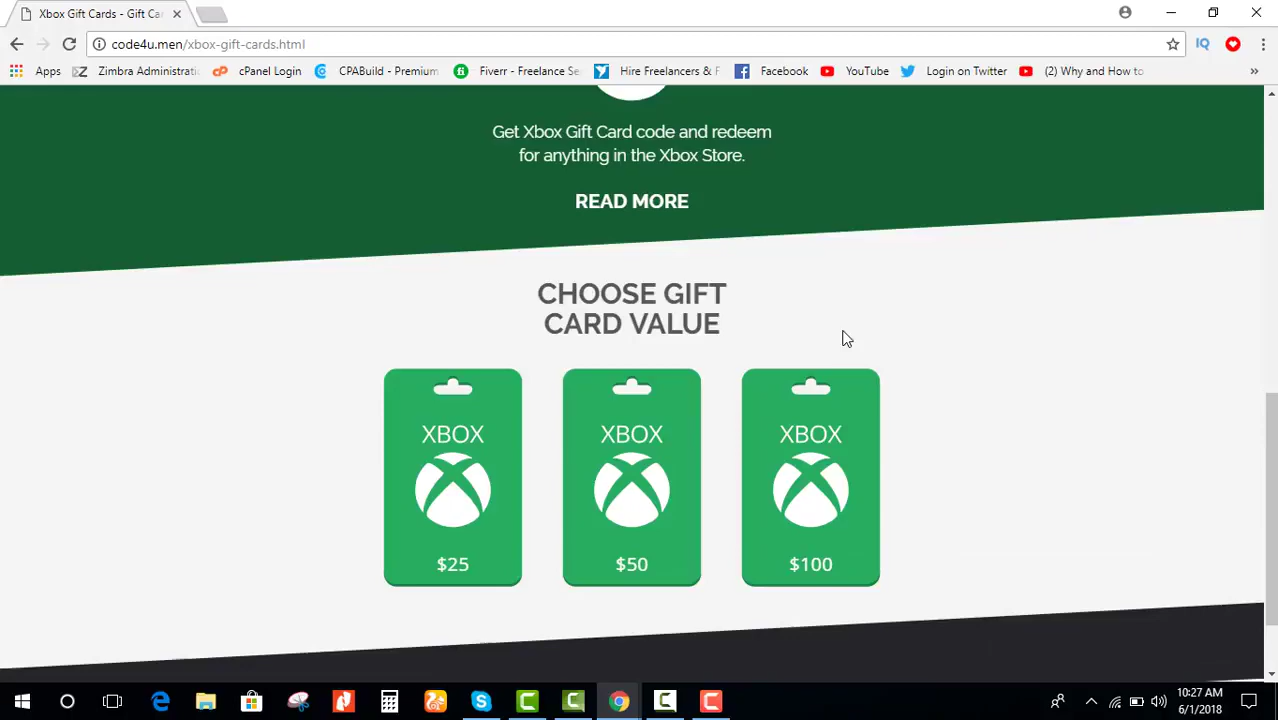 Xbox Gift Cards - Gift Car
code4u.men/xbox-gift-cards.html
Apps Zimbra Administrati cPanel Login CPABuild - Premium Fiverr - Freelance Se Hire Freelancers & F Facebook YouTube Login on Twitter (2) Why and How to »
Get Xbox Gift Card code and redeem
for anything in the Xbox Store.
READ MORE
CHOOSE GIFT
CARD VALUE
XBOX XBOX XBOX
$25 $50 $100
10:27 AM
6/1/2018